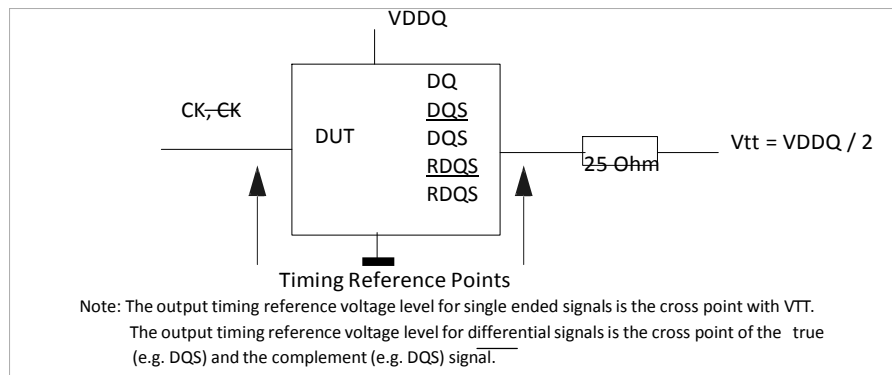 VDDQ
DQ
CK, CK
DQS
DUT
DQS
Vtt = VDDQ / 2
RDQS
25 Ohm
RDQS
Timing Reference Points
Note: The output timing reference voltage level for single ended signals is the cross point with VTT.
The output timing reference voltage level for differential signals is the cross point of the true
(e.g. DQS) and the complement (e.g. DQS) signal.